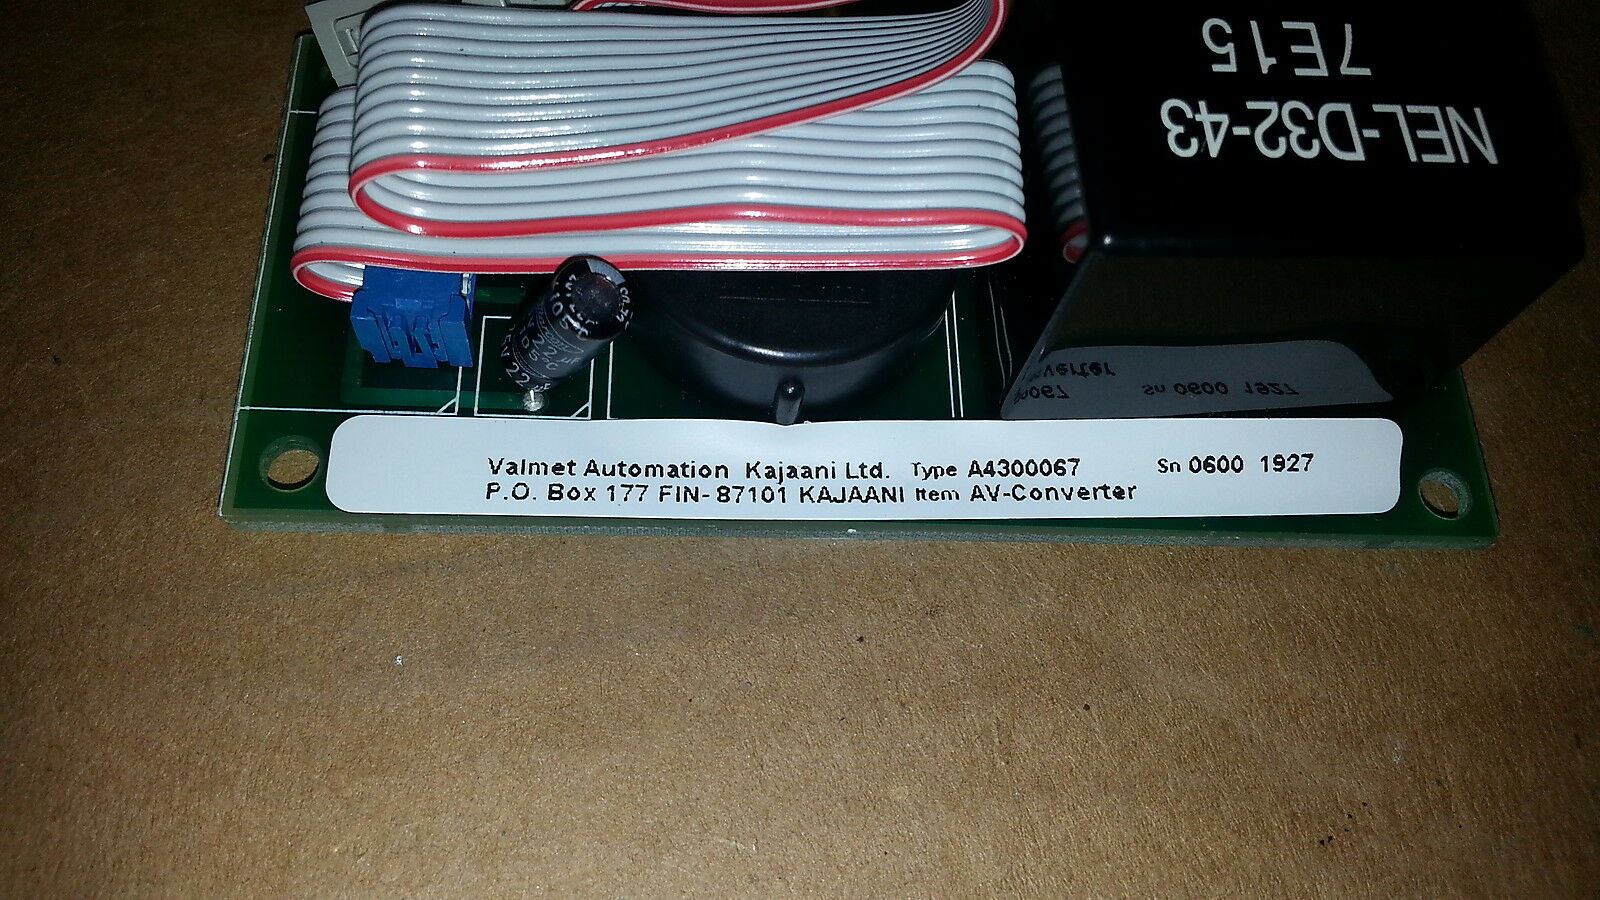 NEL-D32-43
7E15
Valmet Automation Kajaani Ltd. Type A4300067 Sn 0600 1927
P.O. Box 177 FIN-87101 KAJAANI Item AV-Converter